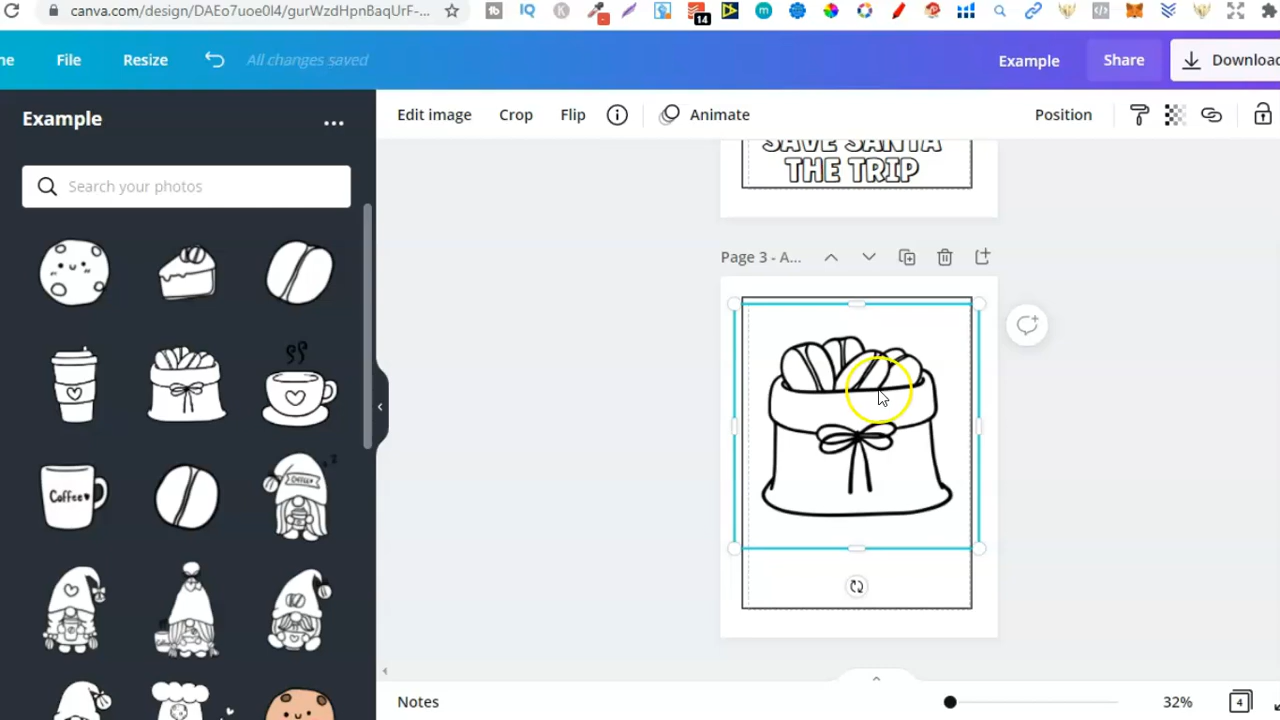 canva.com/design/DAEo7uoe0l4/gurWzdHpnBaqUrF-...
14
File
Resize
All changes saved
Example
Share
Download
Example
...
Edit image
Crop
Flip
Animate
Position
Search your photos
SAVE SANTA
THE TRIP
Page 3 - A...
Coffee
Notes
32%
4